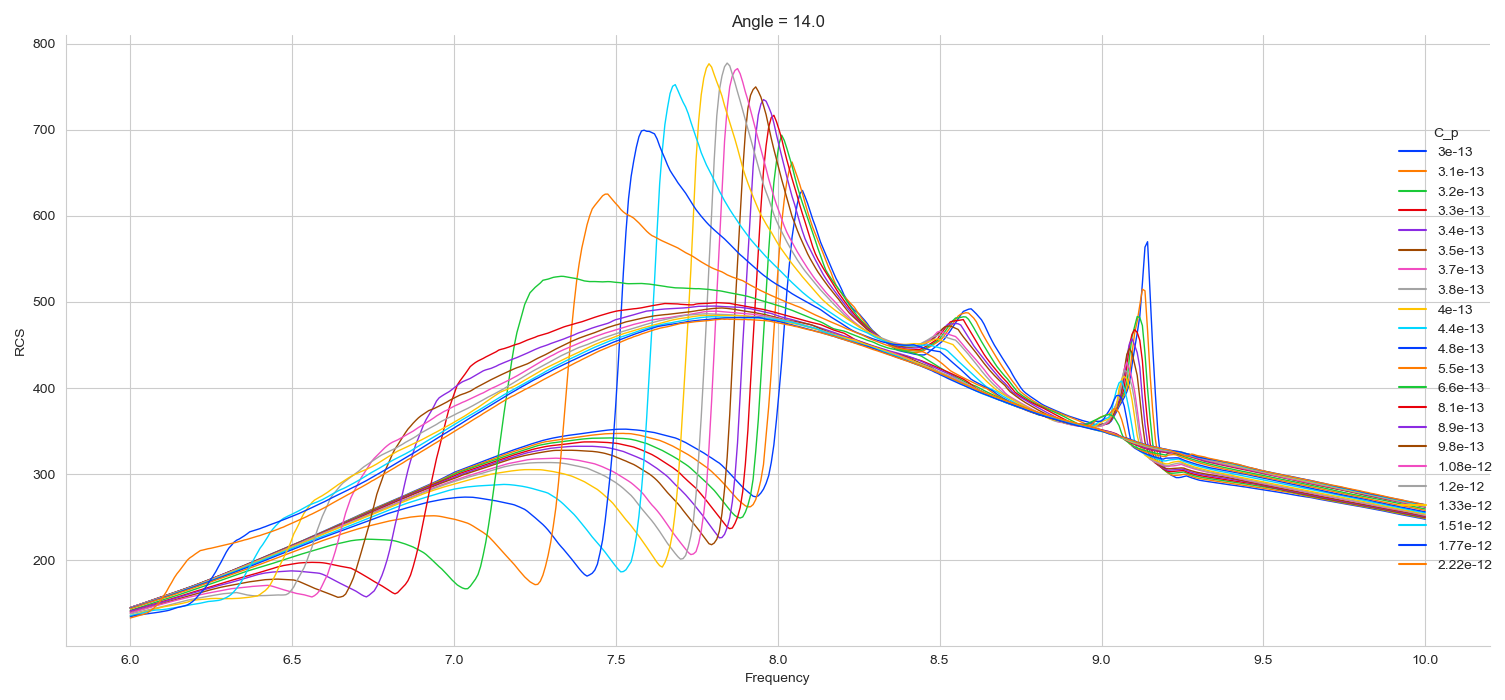 Angle = 14.0
800
700
600
500
400
300
200
RCS
6.0 6.5 7.0 7.5 8.0 8.5 9.0 9.5 10.0
Frequency
C_p
3e-13
3.1e-13
3.2e-13
3.3e-13
3.4e-13
3.5e-13
3.7e-13
3.8e-13
4e-13
4.4e-13
4.8e-13
5.5e-13
6.6e-13
8.1e-13
8.9e-13
9.8e-13
1.08e-12
1.2e-12
1.33e-12
1.51e-12
1.77e-12
2.22e-12